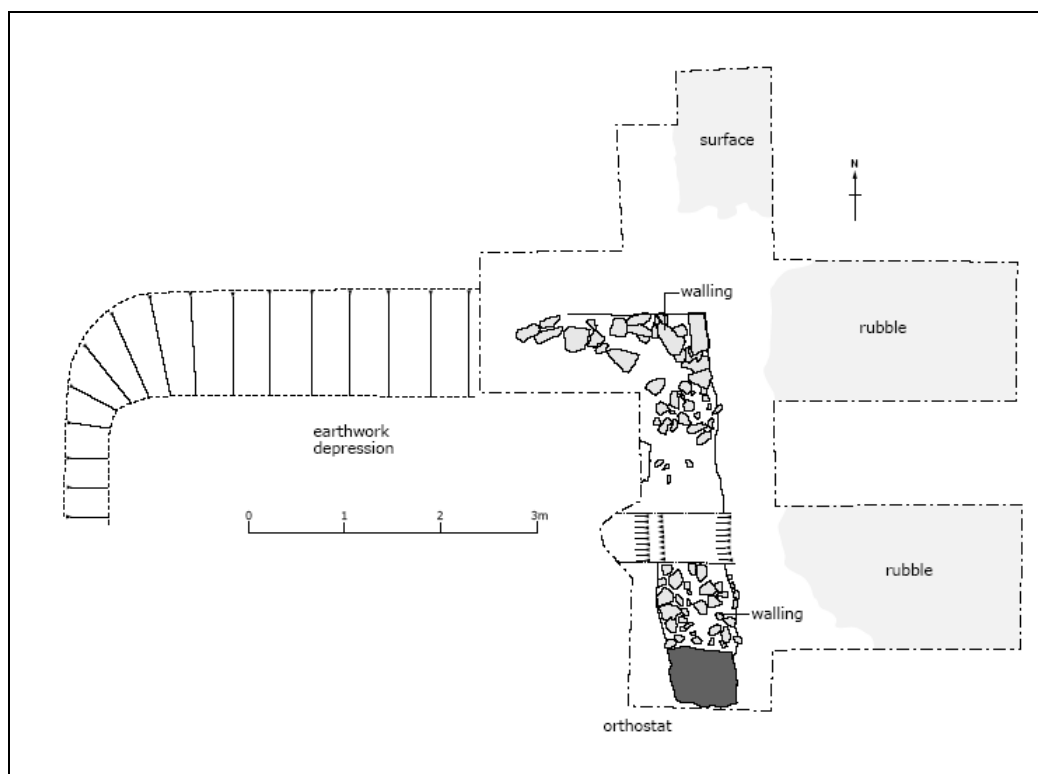 surface
N
walling
rubble
earthwork
depression
0 1 2 3m
rubble
walling
orthostat